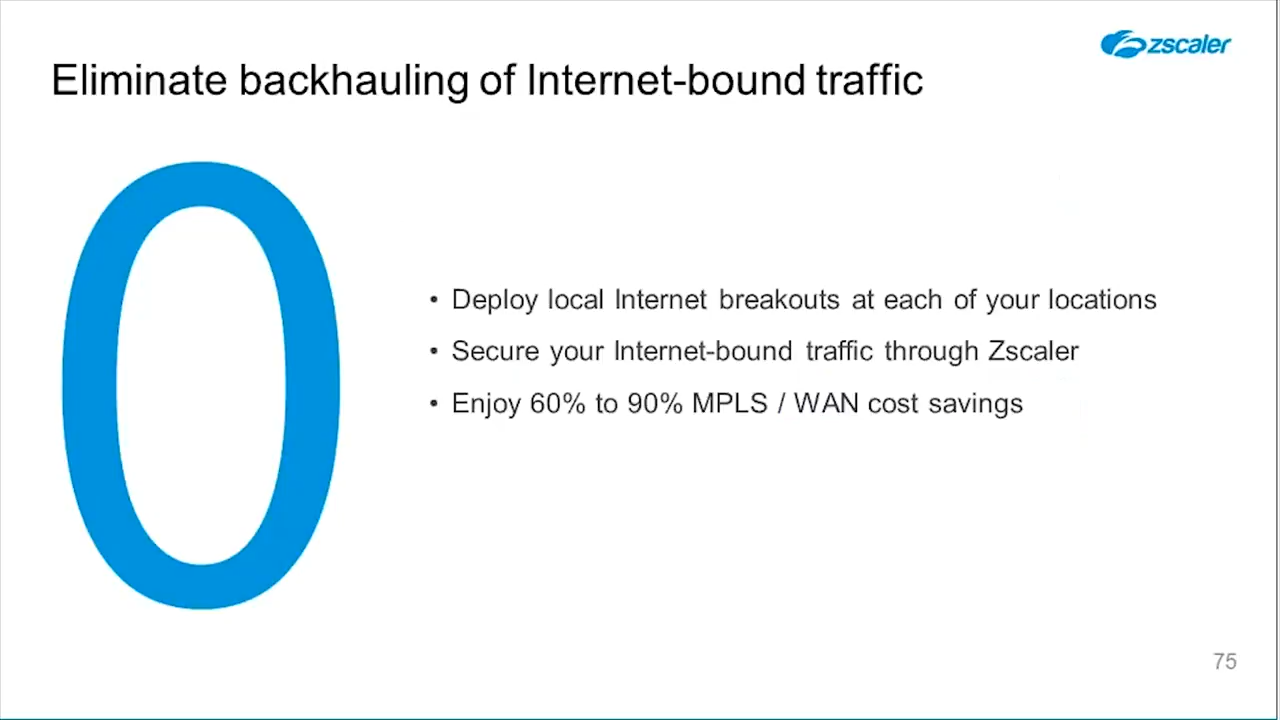 zscaler
Eliminate backhauling of Internet-bound traffic
0
• Deploy local Internet breakouts at each of your locations
• Secure your Internet-bound traffic through Zscaler
• Enjoy 60% to 90% MPLS / WAN cost savings
75